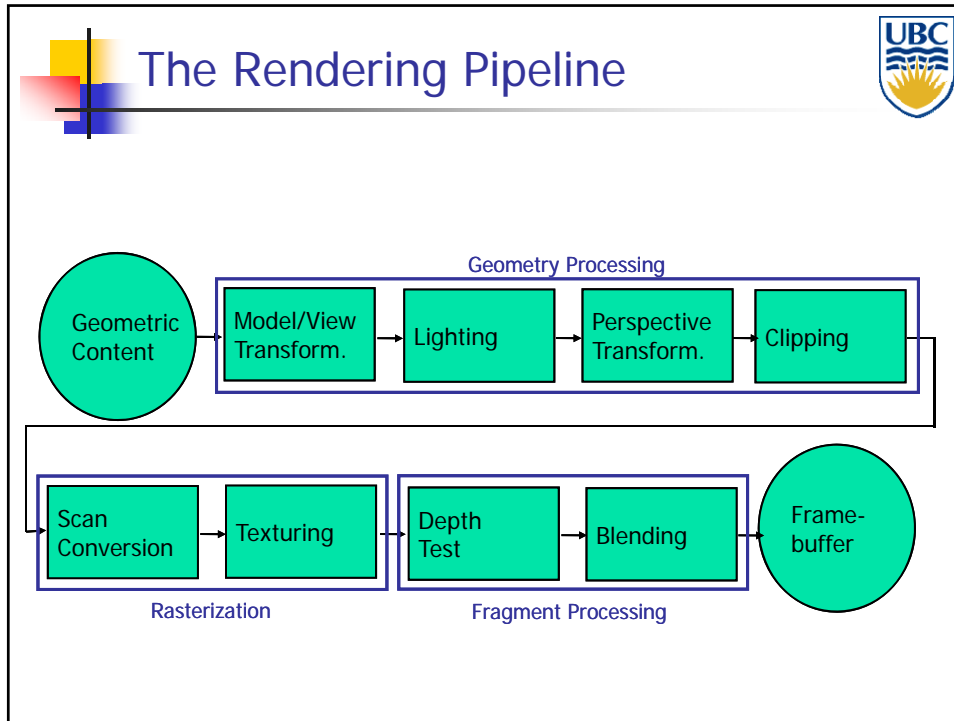 The Rendering Pipeline
UBC
Geometry Processing
Geometric
Content
Model/View
Transform.
Lighting
Perspective
Transform.
Clipping
Scan
Conversion
Texturing
Depth
Test
Blending
Frame-
buffer
Rasterization
Fragment Processing